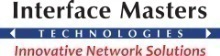 Interface Masters
TECHNOLOGIES
Innovative Network Solutions